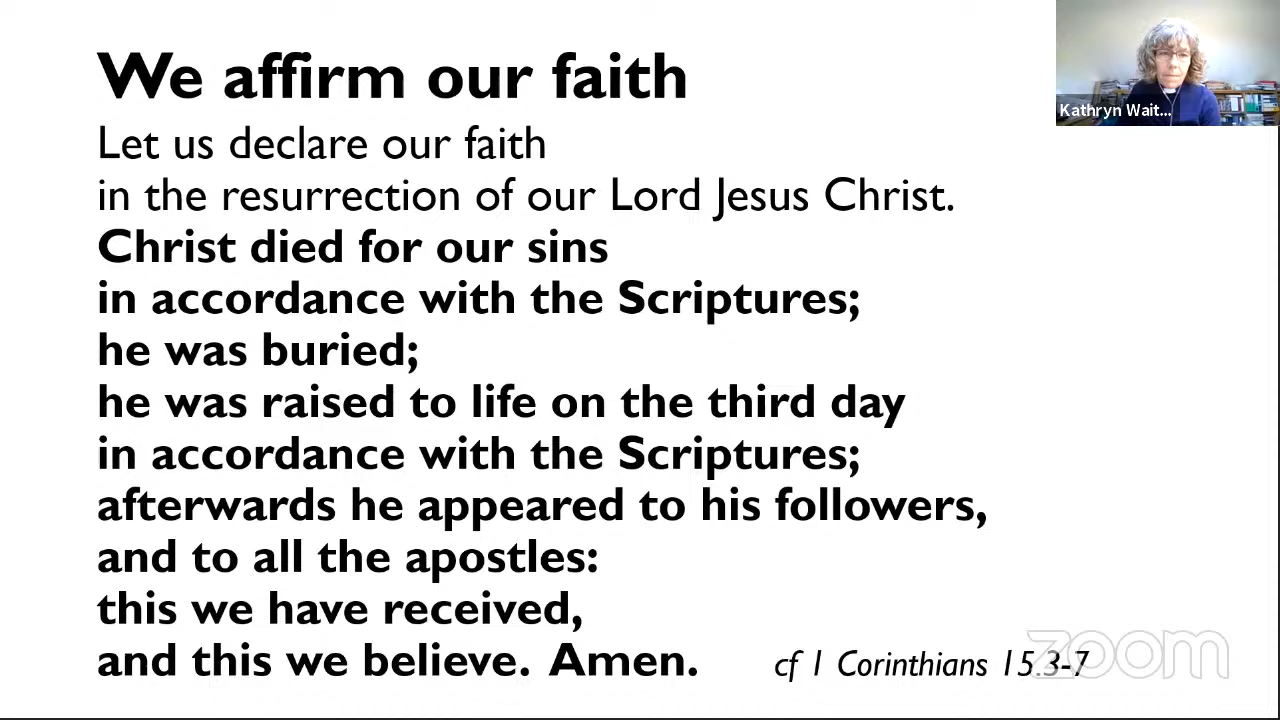 We affirm our faith
Let us declare our faith
in the resurrection of our Lord Jesus Christ.
Christ died for our sins
in accordance with the Scriptures;
he was buried;
he was raised to life on the third day
in accordance with the Scriptures;
afterwards he appeared to his followers,
and to all the apostles:
this we have received,
and this we believe. Amen. cf 1 Corinthians 15.3-7
Kathryn Wait...
zoom